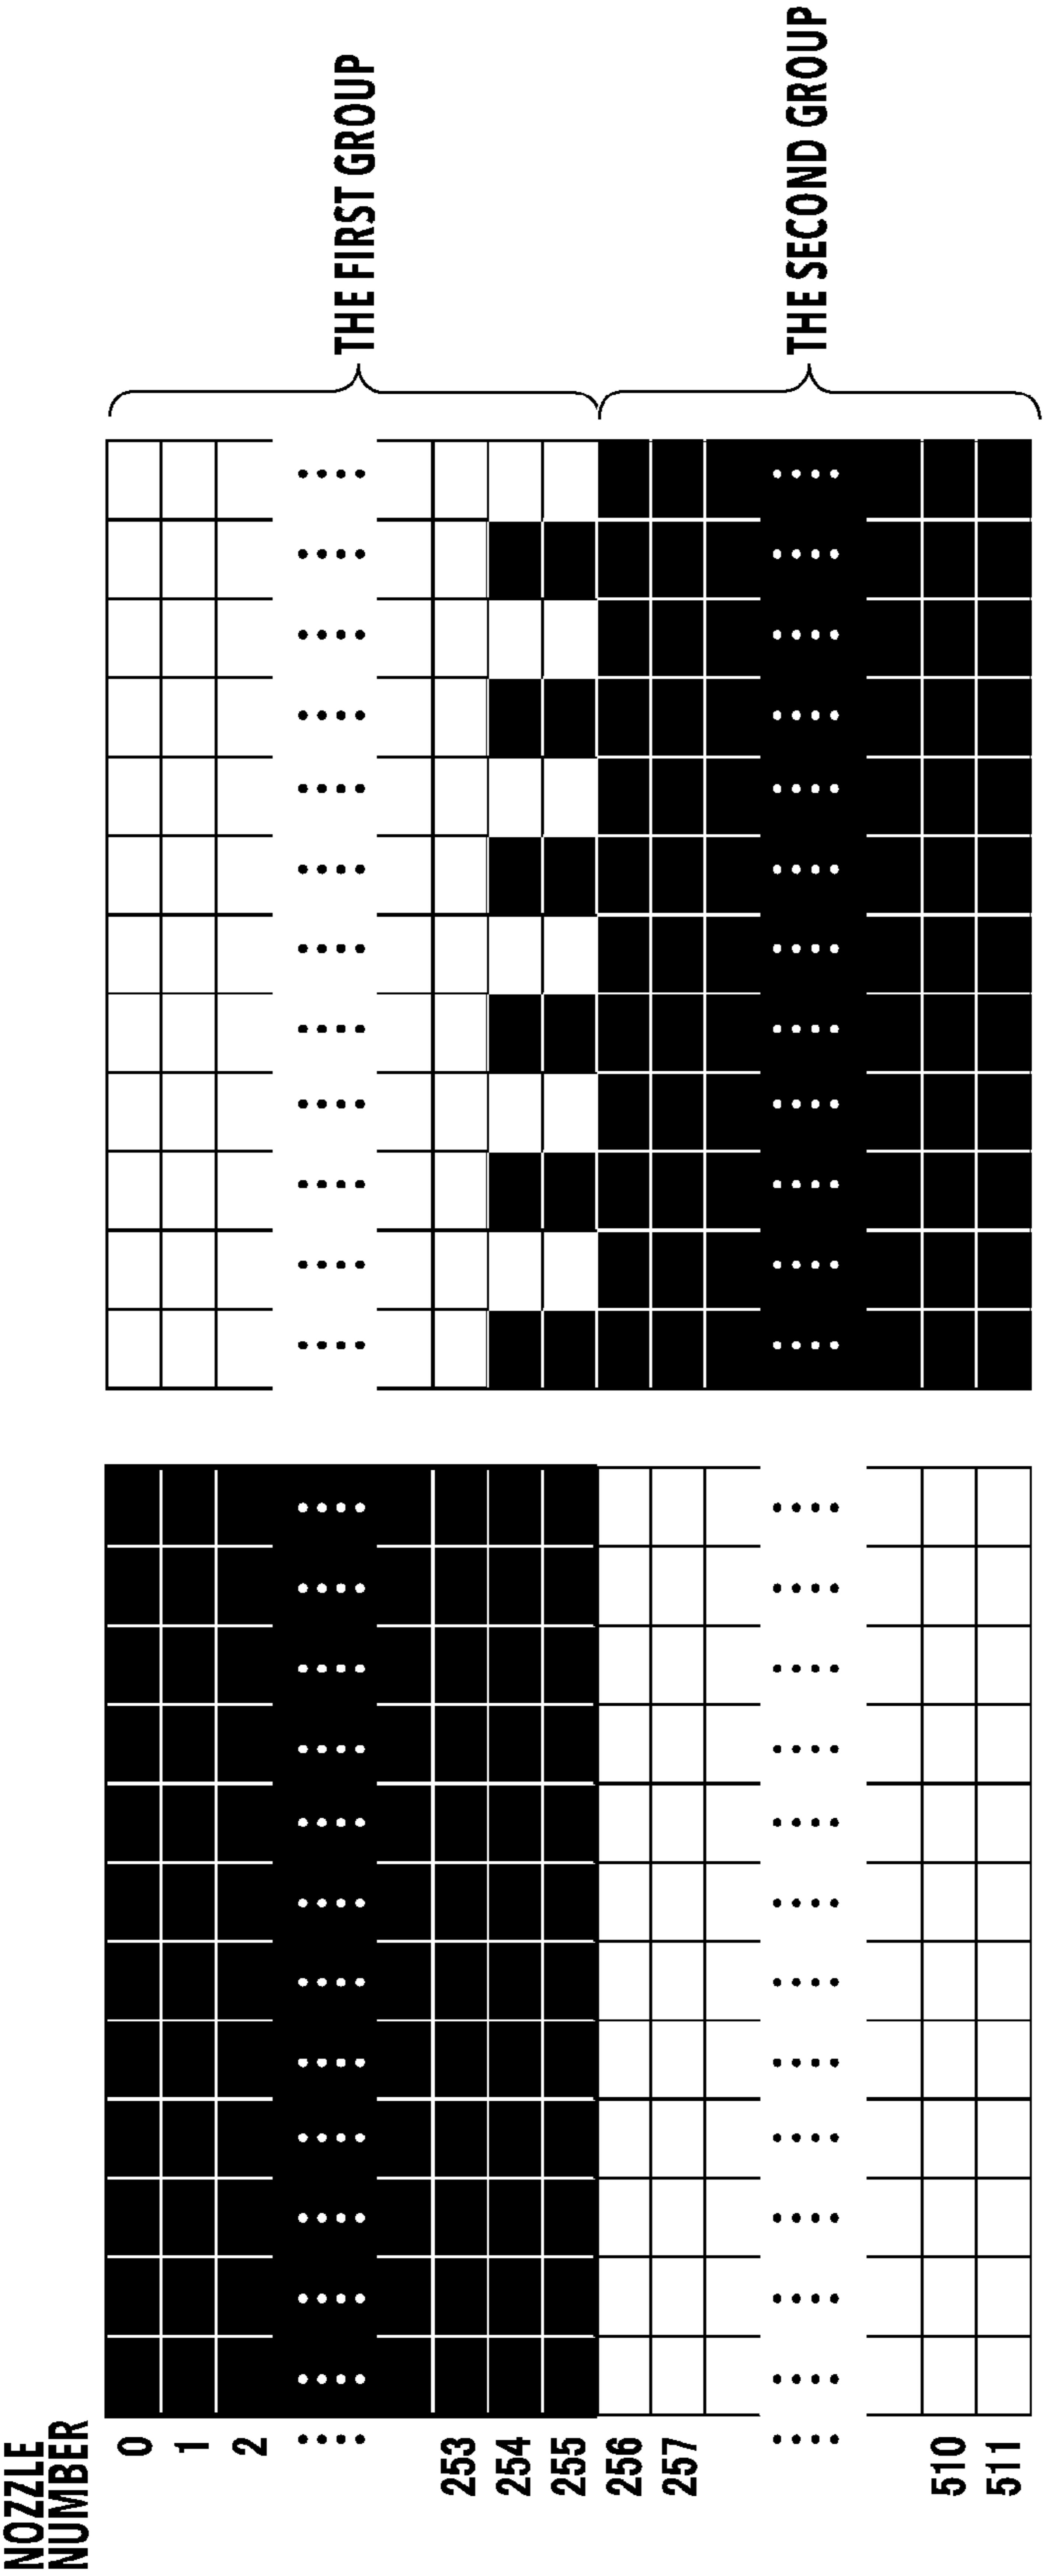 NOZZLE
NUMBER
0
1
2
253
254
255
256
257
510
511
THE FIRST GROUP
THE SECOND GROUP